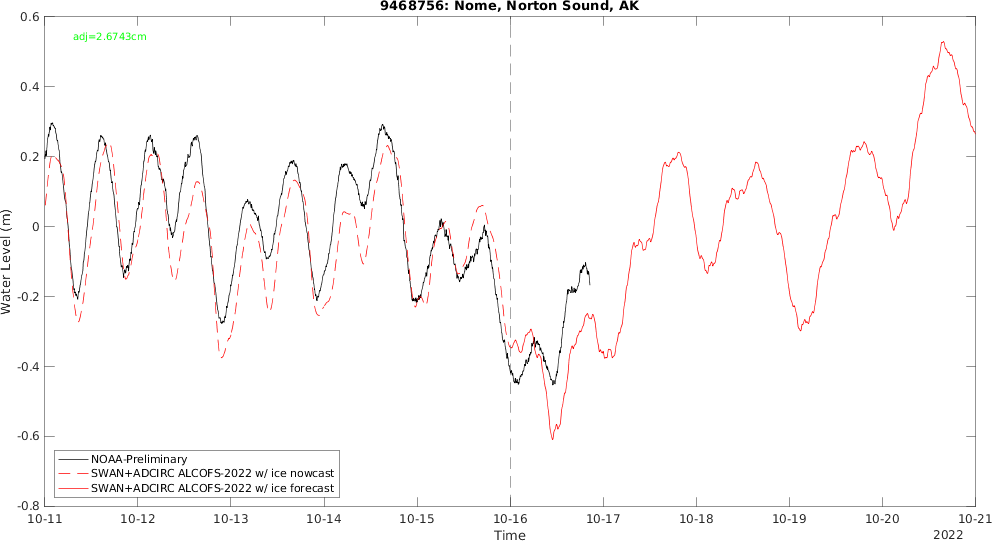 9468756: Nome, Norton Sound, AK
adj=2.6743cm
0.6
0.4
0.2
0
-0.2
-0.4
-0.6
-0.8
Water Level (m)
NOAA-Preliminary
SWAN+ADCIRC ALCOFS-2022 w/ ice nowcast
SWAN+ADCIRC ALCOFS-2022 w/ ice forecast
10-11 10-12 10-13 10-14 10-15 10-16 10-17 10-18 10-19 10-20 10-21
Time
2022